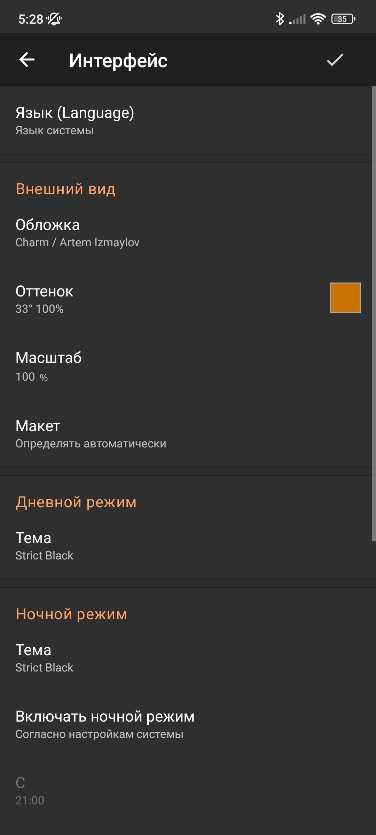 5:28
85
Интерфейс
Язык (Language)
Язык системы
Внешний вид
Обложка
Charm / Artem Izmaylov
Оттенок
33° 100%
Масштаб
100 %
Макет
Определять автоматически
Дневной режим
Тема
Strict Black
Ночной режим
Тема
Strict Black
Включать ночной режим
Согласно настройкам системы
С
21:00